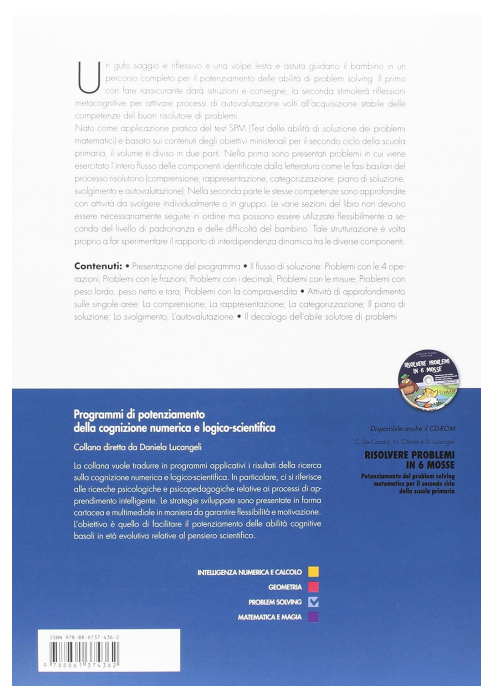 Un gufo saggio e riflessivo e una volpe lesta e astuta guidano il bambino in un
percorso completo per il potenziamento delle abilità di problem solving. Il primo
con fare rassicurante darà istruzioni e consegne, la seconda stimolerà riflessioni
metacognitive per attivare processi di autovalutazione volti all'acquisizione stabile delle
competenze del buon risolutore di problemi.
Nato come applicazione pratica del test SPM (Test delle abilità di soluzione dei problemi
matematici) e basato sui contenuti degli obiettivi ministeriali per il secondo ciclo della scuola
primaria, il volume è diviso in due parti. Nella prima sono presentati problemi in cui viene
esercitato l'intero flusso delle componenti identificate dalla letteratura come le fasi basilari del
processo risolutorio (comprensione, rappresentazione, categorizzazione, piano di soluzione,
svolgimento e autovalutazione). Nella seconda parte le stesse competenze sono approfondite
con attività da svolgere individualmente o in gruppo. Le varie sezioni del libro non devono
essere necessariamente seguite in ordine ma possono essere utilizzate flessibilmente a se-
conda del livello di padronanza e delle difficoltà del bambino. Tale strutturazione è volta
proprio a far sperimentare il rapporto di interdipendenza dinamica tra le diverse componenti.
Contenuti: • Presentazione del programma • Il flusso di soluzione: Problemi con le 4 ope-
razioni; Problemi con le frazioni; Problemi con i decimali; Problemi con le misure; Problemi con
peso lordo, peso netto e tara; Problemi con la compravendita • Attività di approfondimento
sulle singole aree: La comprensione; La rappresentazione; La categorizzazione; Il piano di
soluzione; Lo svolgimento; L'autovalutazione • Il decalogo dell'abile solutore di problemi
RISOLVERE PROBLEMI
IN 6 MOSSE
Programmi di potenziamento
della cognizione numerica e logico-scientifica
Collana diretta da Daniela Lucangeli
La collana vuole tradurre in programmi applicativi i risultati della ricerca
sulla cognizione numerica e logico-scientifica. In particolare, ci si riferisce
alle ricerche psicologiche e psicopedagogiche relative ai processi di ap-
prendimento intelligente. Le strategie sviluppate sono presentate in forma
cartacea e multimediale in maniera da garantire flessibilità e motivazione.
L'obiettivo è quello di facilitare il potenziamento delle abilità cognitive
basali in età evolutiva relative al pensiero scientifico.
Disponibile anche il CD-ROM
C. De Candia, N. Cibinel e D. Lucangeli
RISOLVERE PROBLEMI
IN 6 MOSSE
Potenziamento del problem solving
matematico per il secondo ciclo
della scuola primaria
INTELLIGENZA NUMERICA E CALCOLO
GEOMETRIA
PROBLEM SOLVING
MATEMATICA E MAGIA
ISBN 978-88-6137-436-2
9 788861 374362